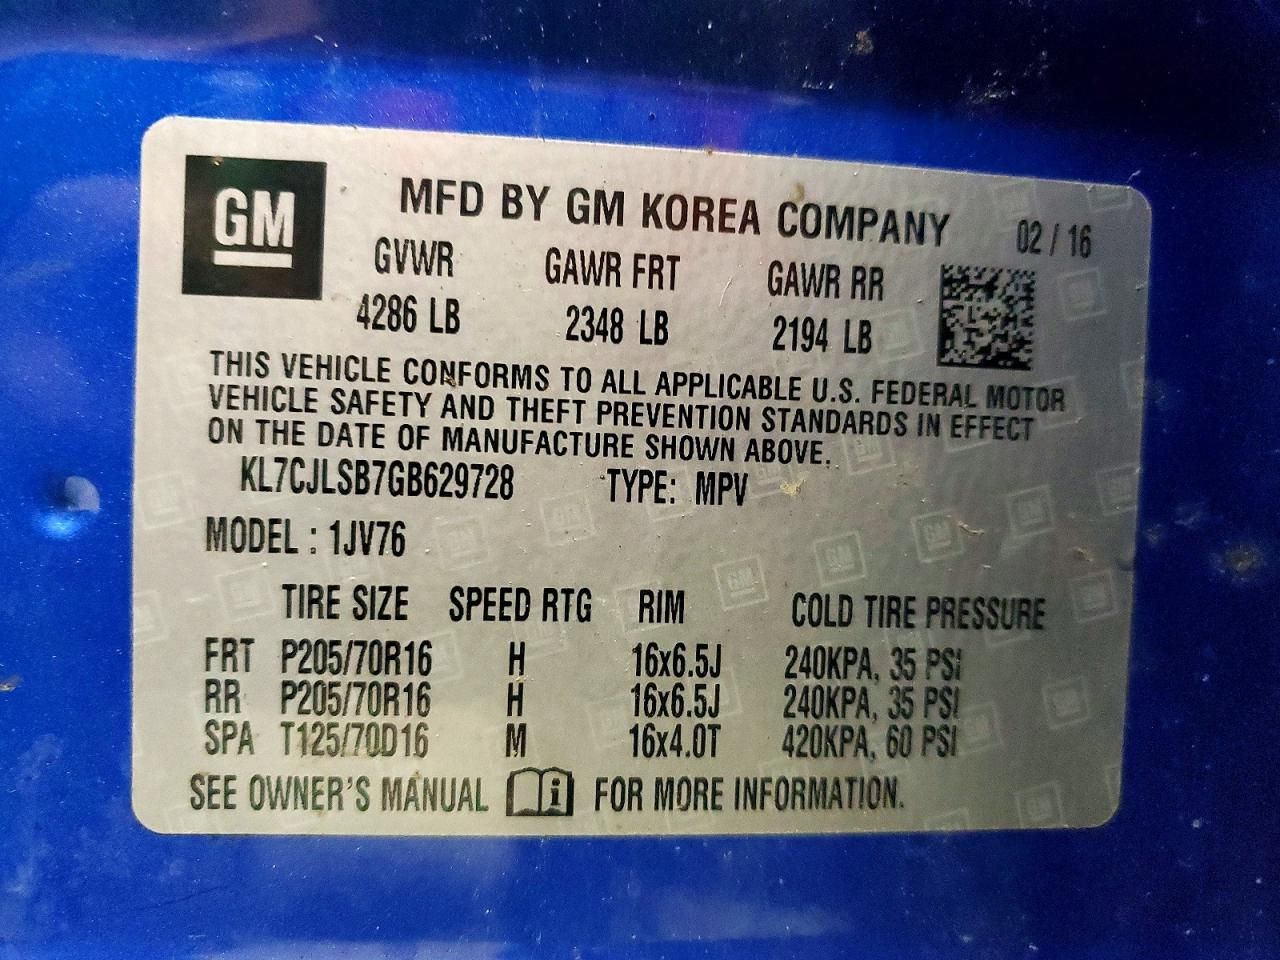 GM
MFD BY GM KOREA COMPANY 02 / 16
GVWR GAWR FRT GAWR RR
4286 LB 2348 LB 2194 LB
THIS VEHICLE CONFORMS TO ALL APPLICABLE U.S. FEDERAL MOTOR
VEHICLE SAFETY AND THEFT PREVENTION STANDARDS IN EFFECT
ON THE DATE OF MANUFACTURE SHOWN ABOVE.
KL7CJLSB7GB629728 TYPE: MPV
MODEL : 1JV76
TIRE SIZE SPEED RTG RIM COLD TIRE PRESSURE
FRT P205/70R16 H 16x6.5J 240KPA, 35 PSI
RR P205/70R16 H 16x6.5J 240KPA, 35 PSI
SPA T125/70D16 M 16x4.0T 420KPA, 60 PSI
SEE OWNER'S MANUAL i FOR MORE INFORMATION.